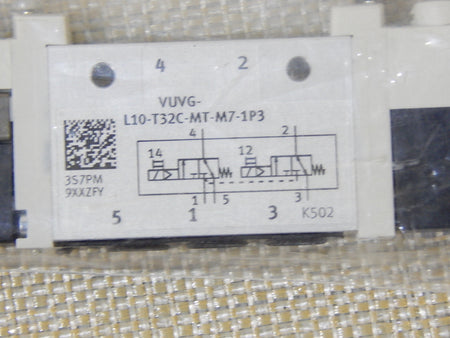 4 2
VUVG-
L10-T32C-MT-M7-1P3
4 2
14 12
3S7PM
9XXZFY
1 5 3
5 1 3 K502